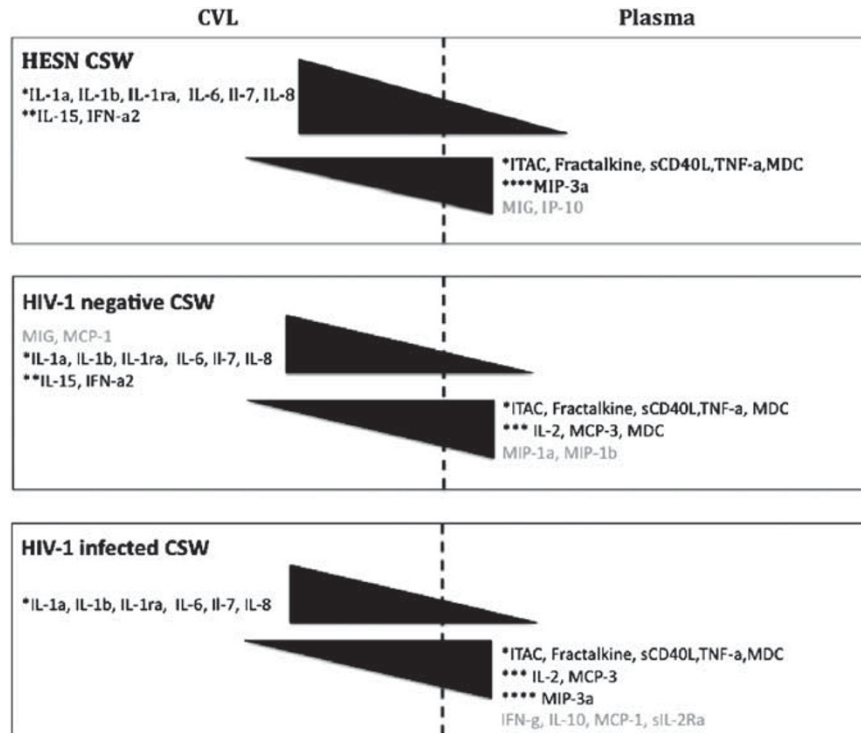 CVL Plasma
HESN CSW
*IL-1a, IL-1b, IL-1ra, IL-6, Il-7, IL-8
**IL-15, IFN-a2
*ITAC, Fractalkine, sCD40L,TNF-a,MDC
****MIP-3a
MIG, IP-10
HIV-1 negative CSW
MIG, MCP-1
*IL-1a, IL-1b, IL-1ra, IL-6, Il-7, IL-8
**IL-15, IFN-a2
*ITAC, Fractalkine, sCD40L,TNF-a, MDC
*** IL-2, MCP-3, MDC
MIP-1a, MIP-1b
HIV-1 infected CSW
*IL-1a, IL-1b, IL-1ra, IL-6, Il-7, IL-8
*ITAC, Fractalkine, sCD40L,TNF-a,MDC
*** IL-2, MCP-3
**** MIP-3a
IFN-g, IL-10, MCP-1, sIL-2Ra